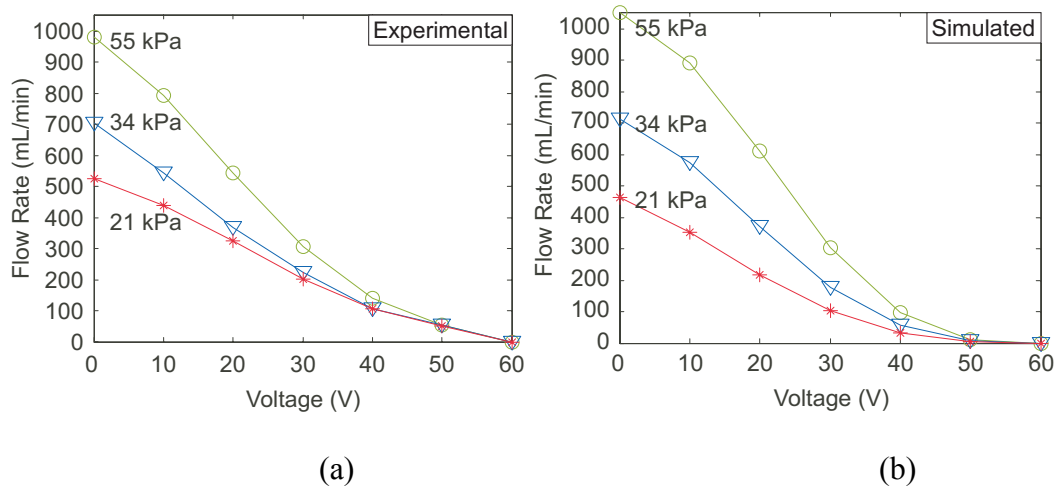 Experimental
Flow Rate (mL/min)
1000
900
800
700
600
500
400
300
200
100
0
55 kPa
34 kPa
21 kPa
0 10 20 30 40 50 60
Voltage (V)
(a)
Simulated
Flow Rate (mL/min)
1000
900
800
700
600
500
400
300
200
100
0
55 kPa
34 kPa
21 kPa
0 10 20 30 40 50 60
Voltage (V)
(b)